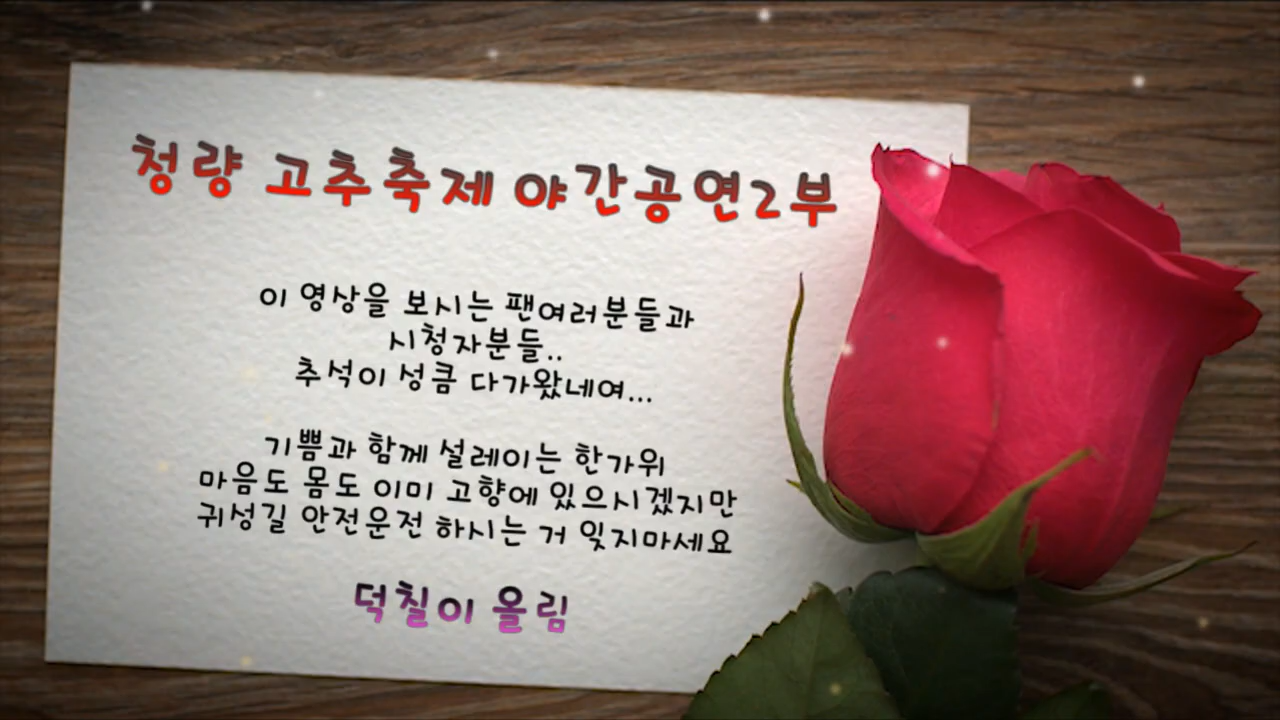 청량 고추축제 야간공연2부
이 영상을 보시는 팬여러분들과
시청자분들..
추석이 성큼 다가왔네여...
기쁨과 함께 설레이는 한가위
마음도 몸도 이미 고향에 있으시겠지만
귀성길 안전운전 하시는 거 잊지마세요
덕칠이 올림